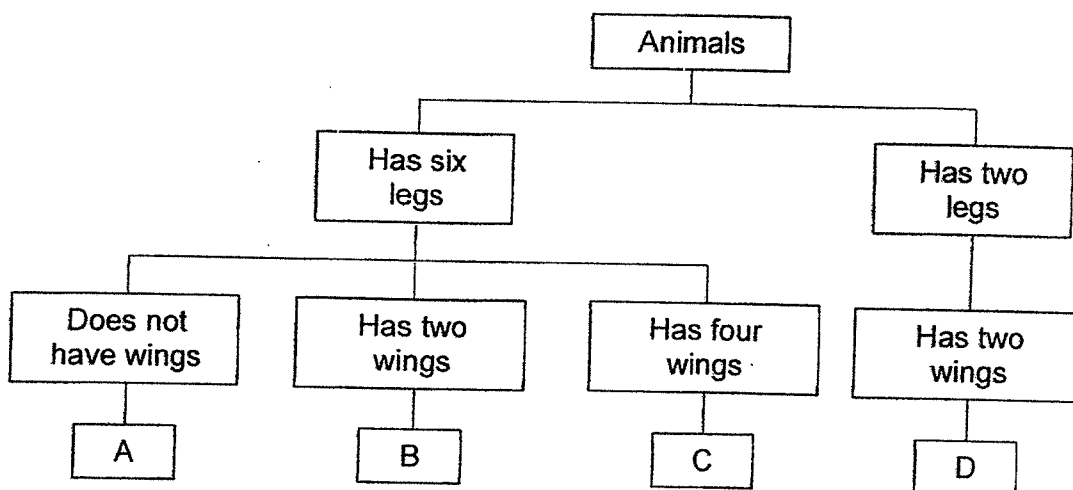 Animals
Has six
legs
Has two
legs
Does not
have wings
Has two
wings
Has four
wings
Has two
wings
A
B
C
D